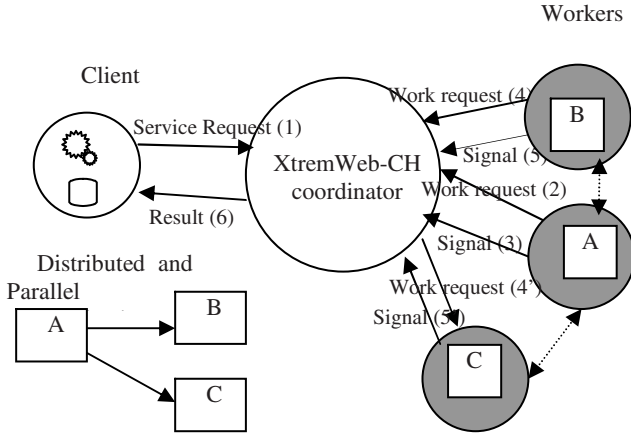 Workers
Client
Work request (4)
B
Service Request (1)
Signal (5)
XtremWeb-CH
coordinator
Work request (2)
Result (6)
Signal (3)
A
Distributed and
Parallel
Work request (4’)
A
B
Signal (5’)
C
C